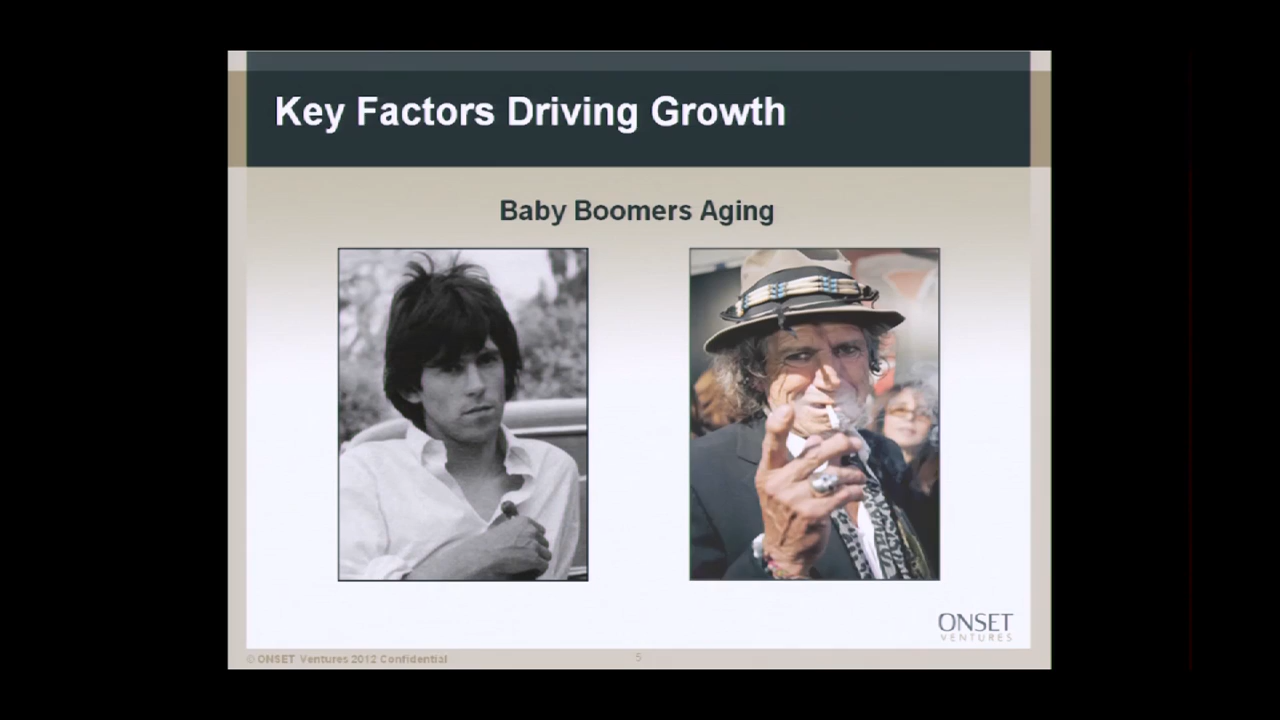 Key Factors Driving Growth
Baby Boomers Aging
ONSET
VENTURES
© ONSET Ventures 2012 Confidential
5